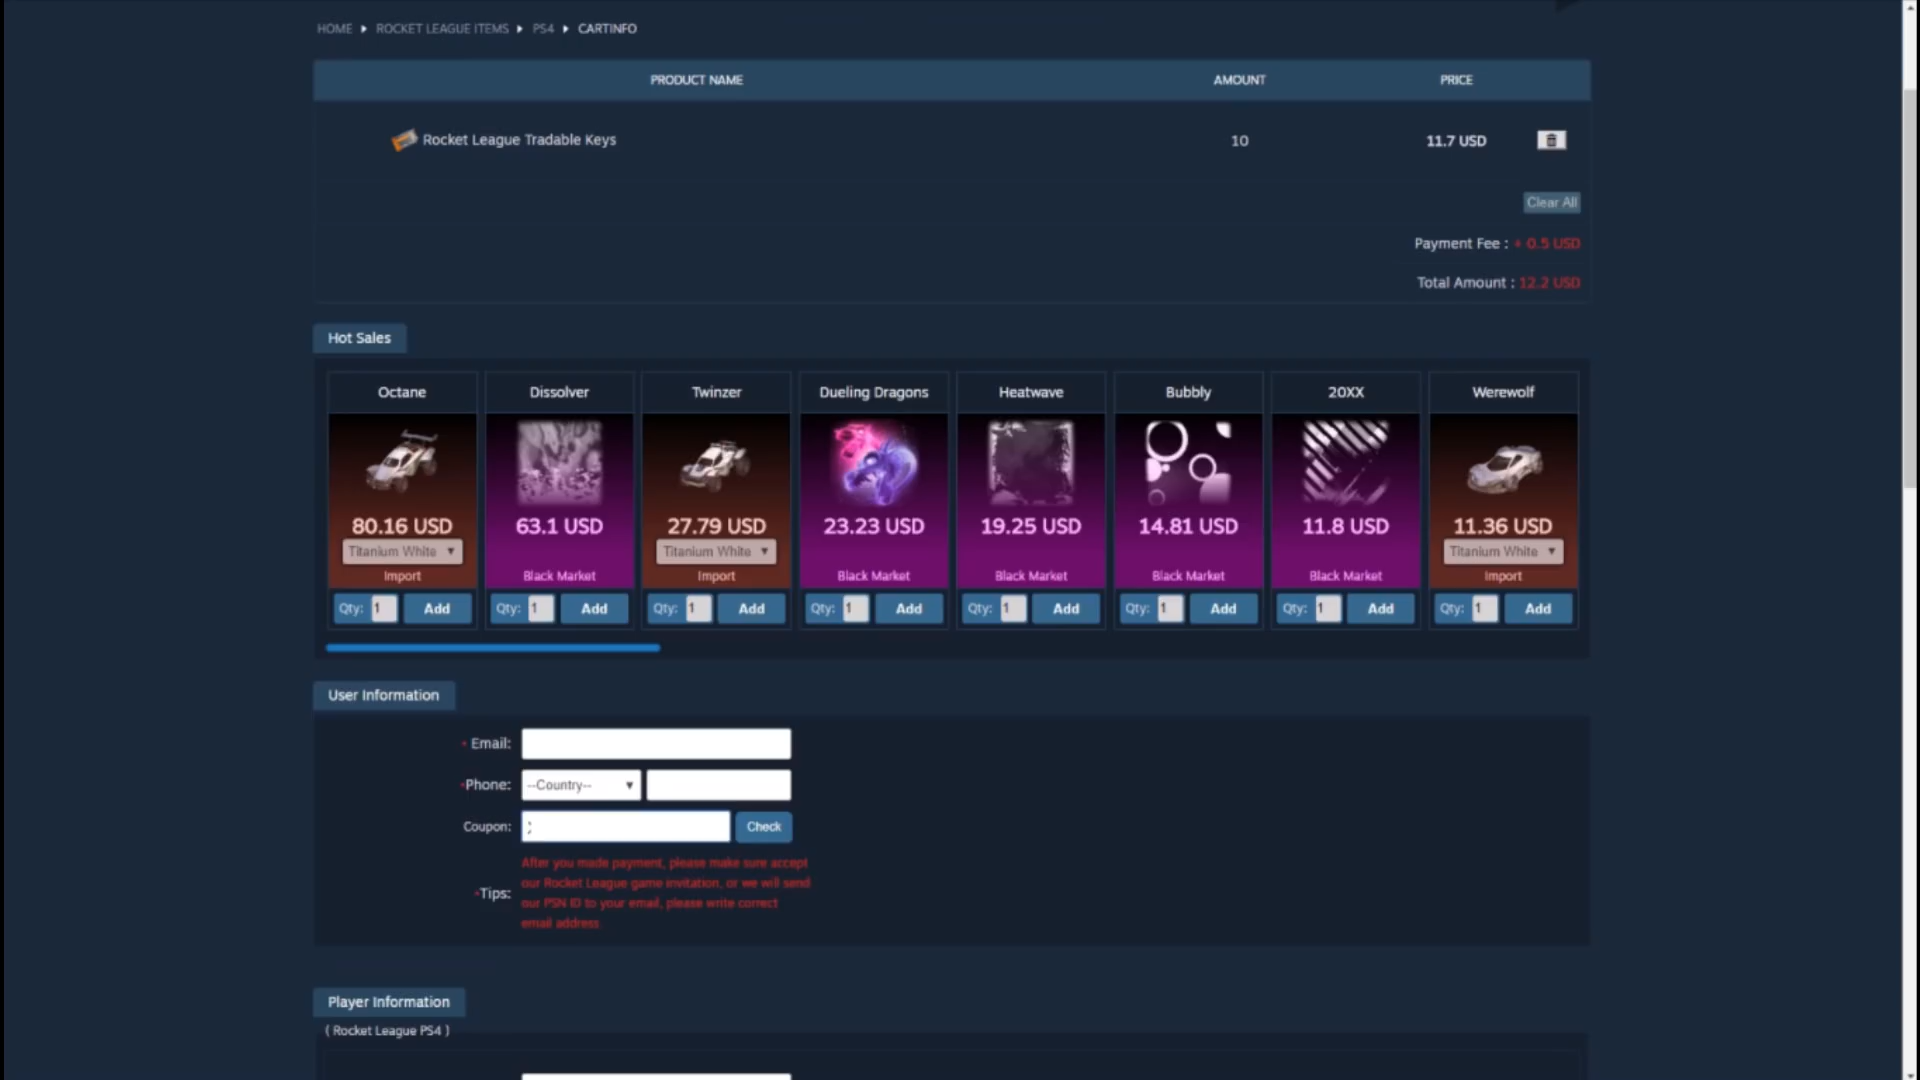 HOME ROCKET LEAGUE ITEMS PS4 CARTINFO
PRODUCT NAME AMOUNT PRICE
Rocket League Tradable Keys 10 11.7 USD
Clear All
Payment Fee : + 0.5 USD
Total Amount : 12.2 USD
Hot Sales
Octane Dissolver Twinzer Dueling Dragons Heatwave Bubbly 20XX Werewolf
80.16 USD 63.1 USD 27.79 USD 23.23 USD 19.25 USD 14.81 USD 11.8 USD 11.36 USD
Titanium White Titanium White Titanium White
Import Black Market Import Black Market Black Market Black Market Black Market Import
Qty: 1 Add Qty: 1 Add Qty: 1 Add Qty: 1 Add Qty: 1 Add Qty: 1 Add Qty: 1 Add Qty: 1 Add
User Information
* Email:
*Phone: --Country--
Coupon: Check
After you made payment, please make sure accept
our Rocket League game invitation, or we will send
*Tips:
our PSN ID to your email, please write correct
email address.
Player Information
( Rocket League PS4 )